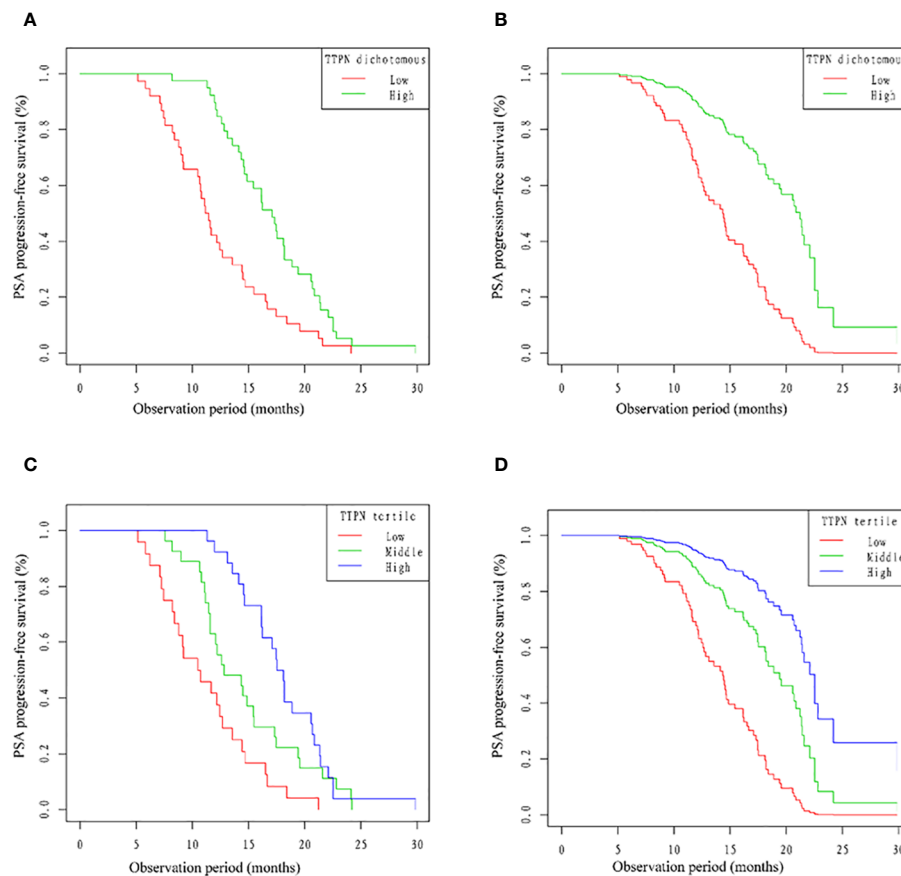 A
TTPN dichotomous
Low
High
PSA progression-free survival (%)
1.0
0.8
0.6
0.4
0.2
0.0
0 5 10 15 20 25 30
Observation period (months)
B
TTPN dichotomous
Low
High
PSA progression-free survival (%)
1.0
0.8
0.6
0.4
0.2
0.0
0 5 10 15 20 25 30
Observation period (months)
C
TTPN tertile
Low
Middle
High
PSA progression-free survival (%)
1.0
0.8
0.6
0.4
0.2
0.0
0 5 10 15 20 25 30
Observation period (months)
D
TTPN tertile
Low
Middle
High
PSA progression-free survival (%)
1.0
0.8
0.6
0.4
0.2
0.0
0 5 10 15 20 25 30
Observation period (months)